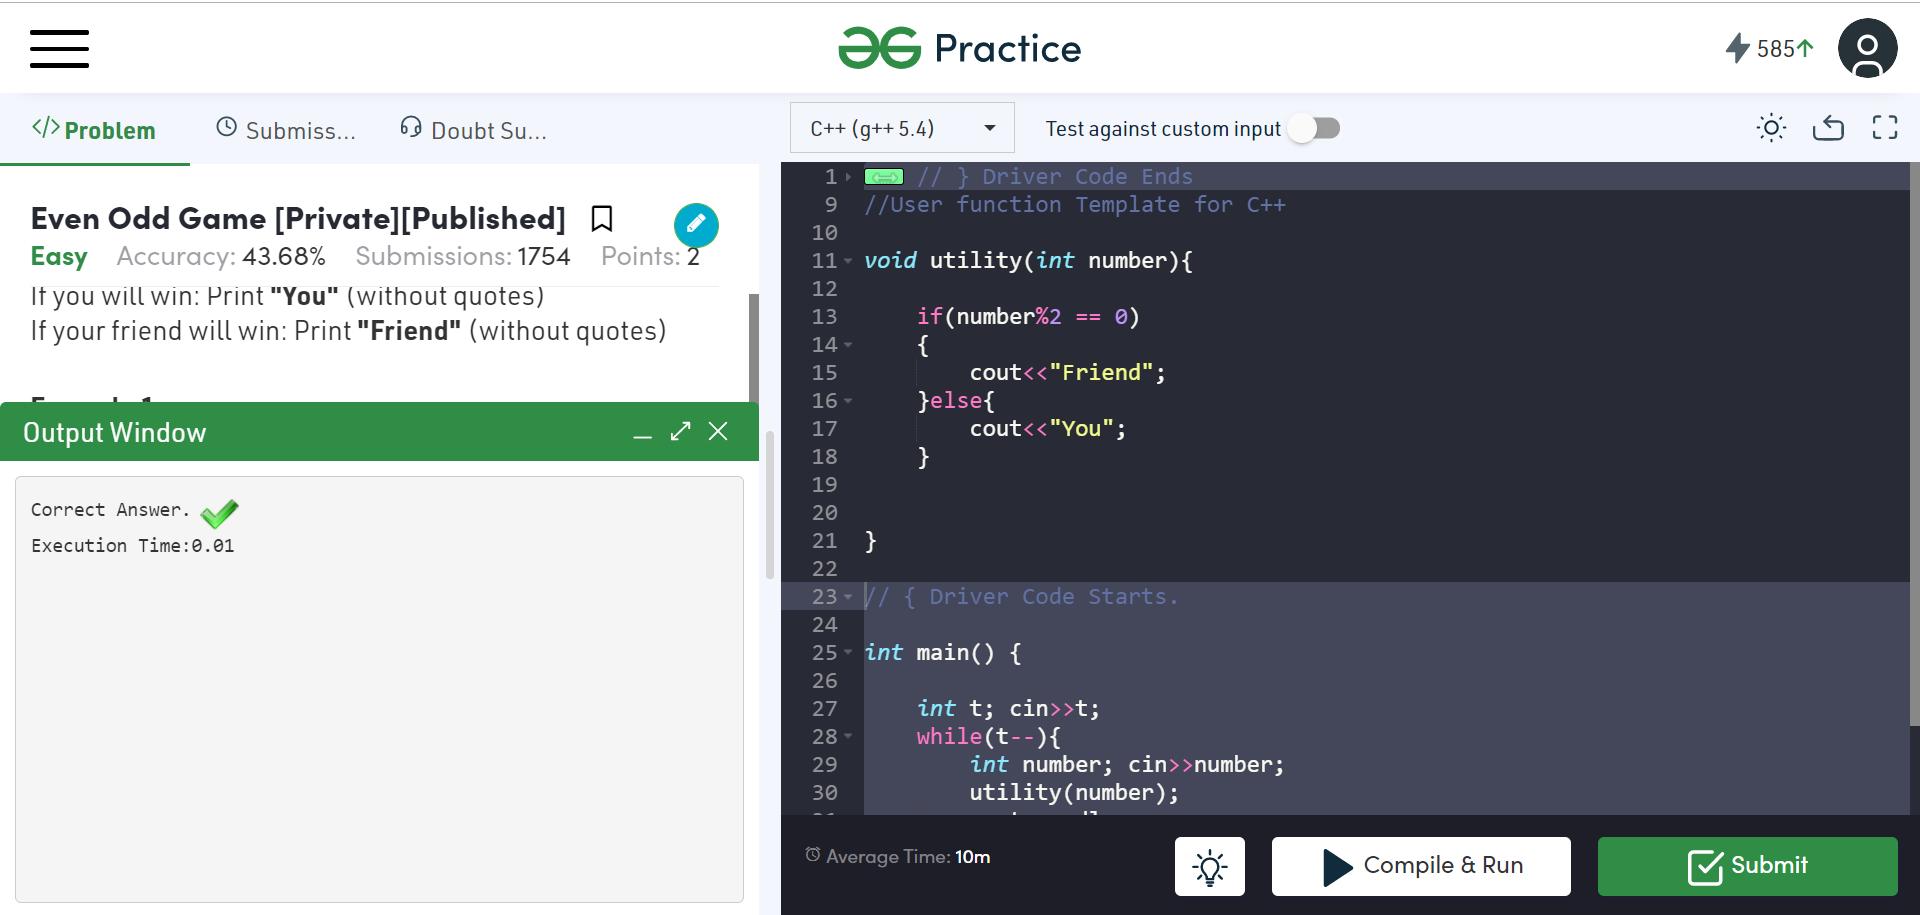 Practice
585
Problem
Submiss...
Doubt Su...
C++ (g++ 5.4)
Test against custom input
Even Odd Game [Private][Published]
Easy Accuracy: 43.68% Submissions: 1754 Points: 2
If you will win: Print "You" (without quotes)
If your friend will win: Print "Friend" (without quotes)
Output Window
Correct Answer.
Execution Time:0.01
1 // } Driver Code Ends
9 //User function Template for C++
10
11 void utility(int number){
12
13 if(number%2 == 0)
14 {
15 cout<<"Friend";
16 }else{
17 cout<<"You";
18 }
19
20
21 }
22
23 // { Driver Code Starts.
24
25 int main() {
26
27 int t; cin>>t;
28 while(t--){
29 int number; cin>>number;
30 utility(number);
Average Time: 10m
Compile & Run
Submit